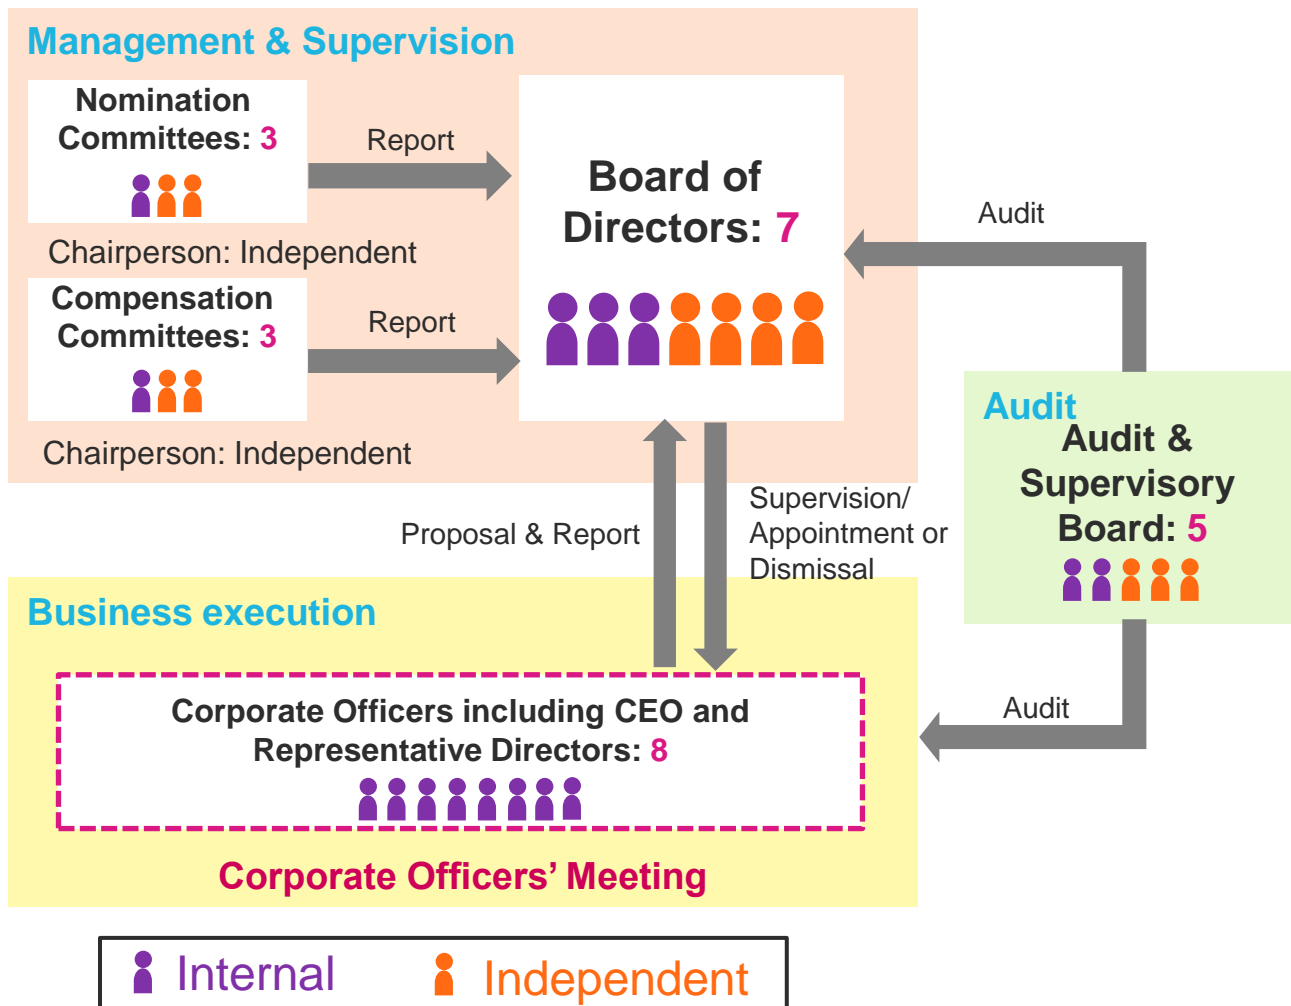 Management & Supervision
Nomination
Committees: 3
Report
Chairperson: Independent
Compensation
Committees: 3
Report
Chairperson: Independent
Board of
Directors: 7
Audit
Audit
Audit &
Supervisory
Board: 5
Proposal & Report
Supervision/
Appointment or
Dismissal
Business execution
Corporate Officers including CEO and
Representative Directors: 8
Corporate Officers’ Meeting
Audit
Internal
Independent